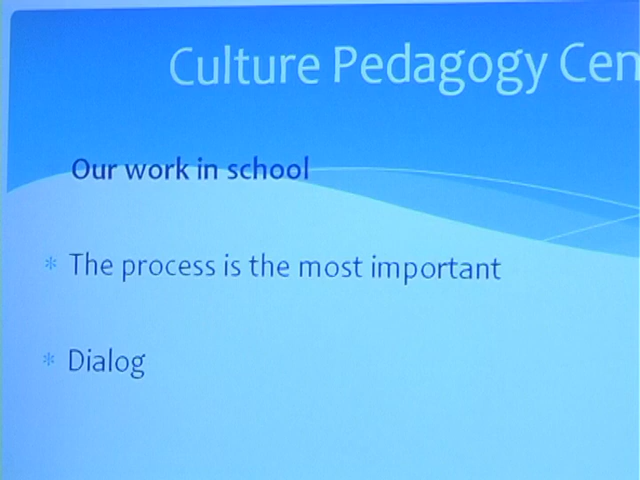 Culture Pedagogy Cen
Our work in school
* The process is the most important
* Dialog